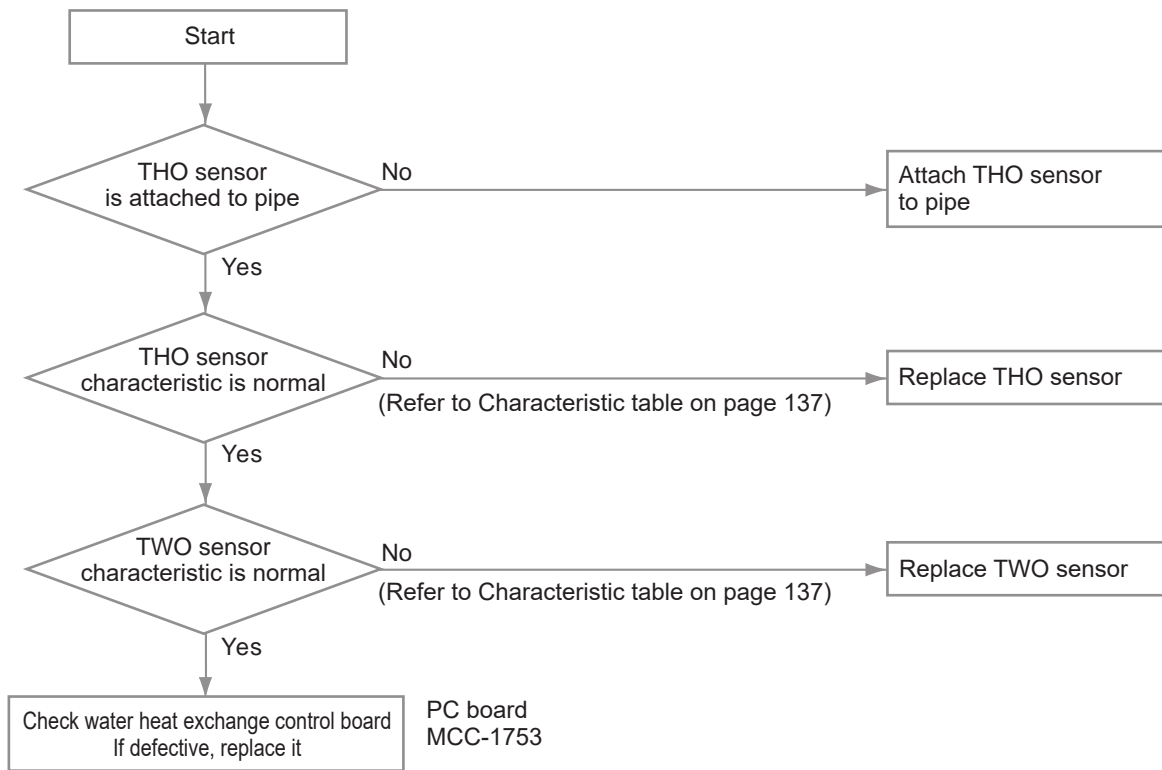 Start
THO sensor
is attached to pipe
No
Attach THO sensor
to pipe
Yes
THO sensor
characteristic is normal
No
(Refer to Characteristic table on page 137)
Replace THO sensor
Yes
TWO sensor
characteristic is normal
No
(Refer to Characteristic table on page 137)
Replace TWO sensor
Yes
Check water heat exchange control board
If defective, replace it
PC board
MCC-1753